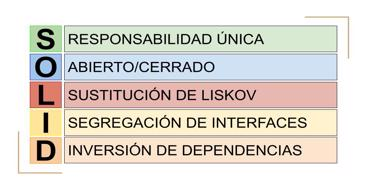 S RESPONSABILIDAD ÚNICA
O ABIERTO/CERRADO
L SUSTITUCIÓN DE LISKOV
I SEGREGACIÓN DE INTERFACES
D INVERSIÓN DE DEPENDENCIAS